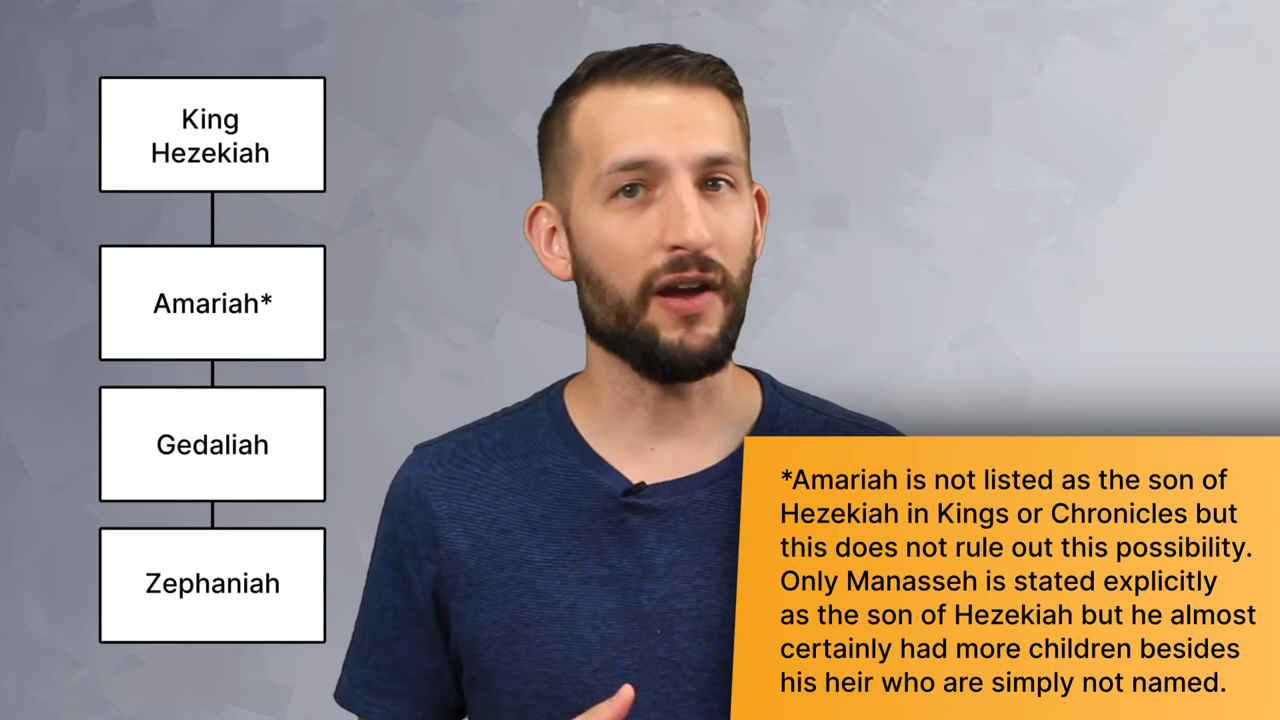 King
Hezekiah
Amariah*
Gedaliah
Zephaniah
*Amariah is not listed as the son of
Hezekiah in Kings or Chronicles but
this does not rule out this possibility.
Only Manasseh is stated explicitly
as the son of Hezekiah but he almost
certainly had more children besides
his heir who are simply not named.